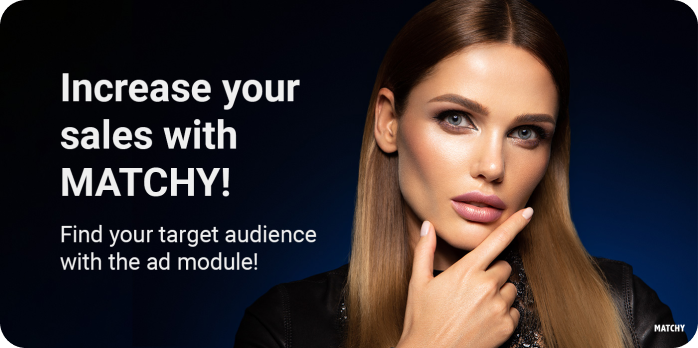 Increase your
sales with
MATCHY!
Find your target audience
with the ad module!
MATCHY